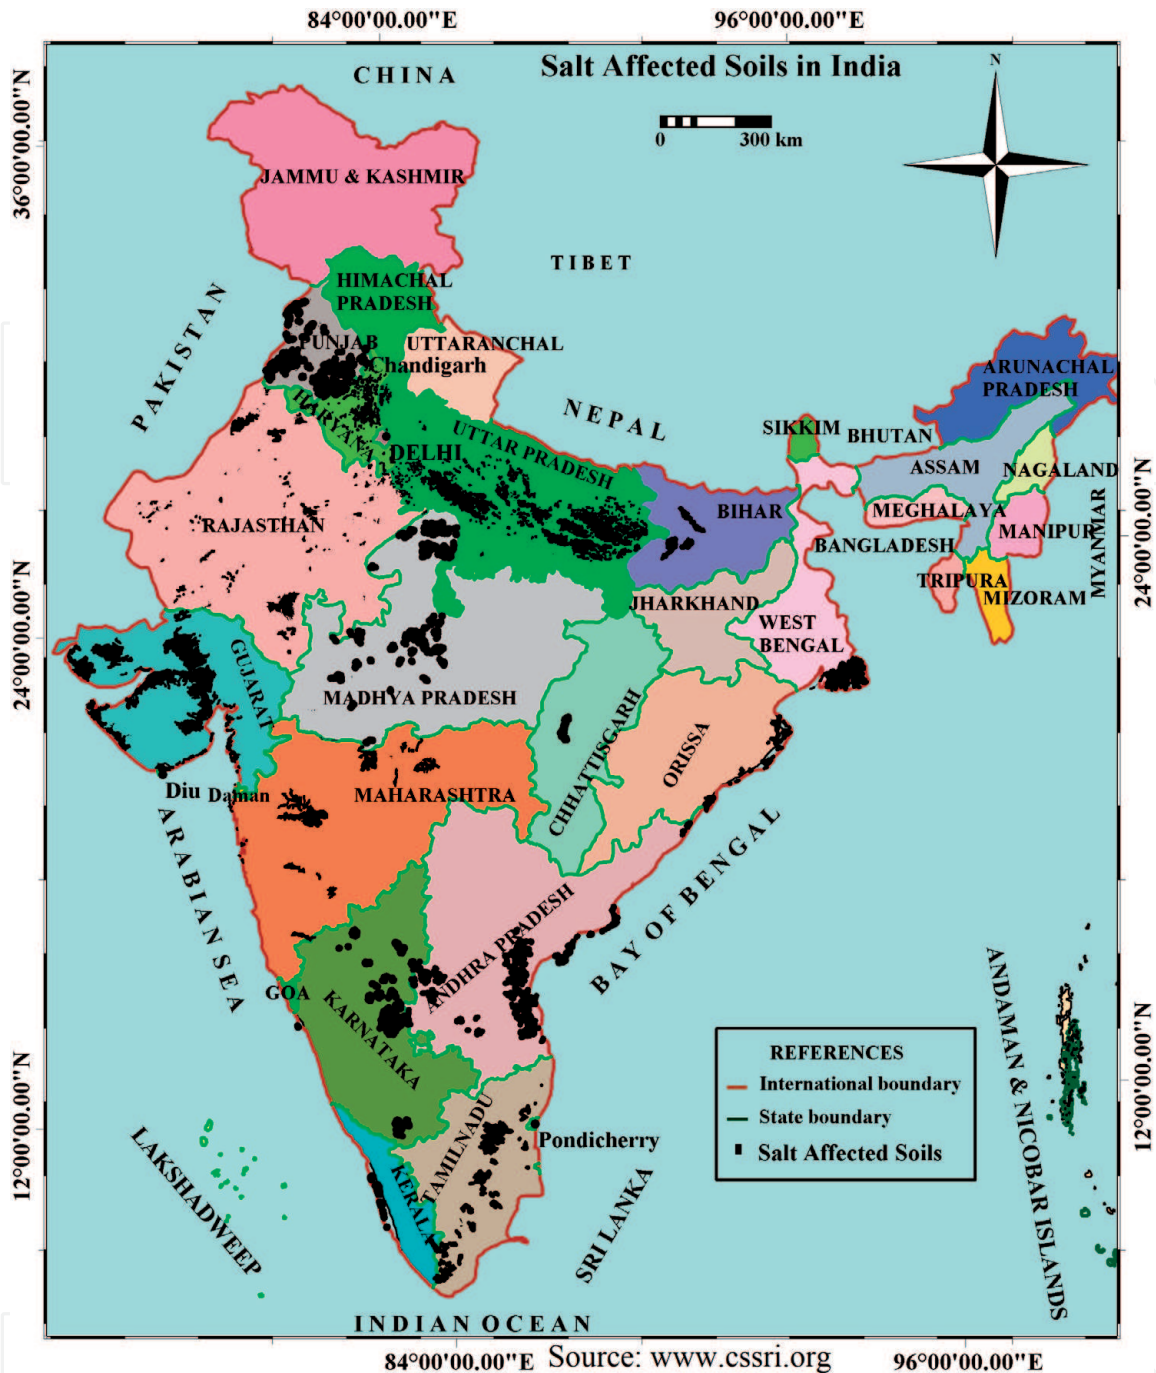 84°00'00.00"E
96°00'00.00"E
CHINA
Salt Affected Soils in India
N
0 300 km
36°00'00.00"N
JAMMU & KASHMIR
TIBET
HIMACHAL
PRADESH
PAKISTAN
PUNJAB
UTTARANCHAL
Chandigarh
ARUNACHAL
PRADESH
HARYANA
NEPAL
SIKKIM
BHUTAN
DELHI
UTTAR PRADESH
ASSAM
NAGALAND
24°00'00.00"N
RAJASTHAN
BIHAR
MEGHALAYA
MANIPUR
MYANMAR
BANGLADESH
TRIPURA
MIZORAM
24°00'00.00"N
JHARKHAND
WEST
BENGAL
GUJARAT
MADHYA PRADESH
CHHATTISGARH
ORISSA
Diu
Daman
MAHARASHTRA
ARABIAN SEA
BAY OF BENGAL
ANDHRA PRADESH
GOA
KARNATAKA
ANDAMAN & NICOBAR ISLANDS
REFERENCES
International boundary
State boundary
Salt Affected Soils
12°00'00.00"N
12°00'00.00"N
TAMILNADU
Pondicherry
LAKSHADWEEP
KERALA
SRI LANKA
INDIAN OCEAN
84°00'00.00"E
Source: www.cssri.org
96°00'00.00"E